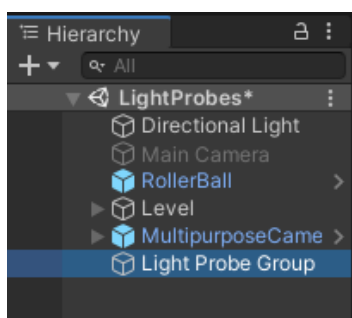 Hierarchy
All
LightProbes*
Directional Light
Main Camera
RollerBall
Level
MultipurposeCame
Light Probe Group